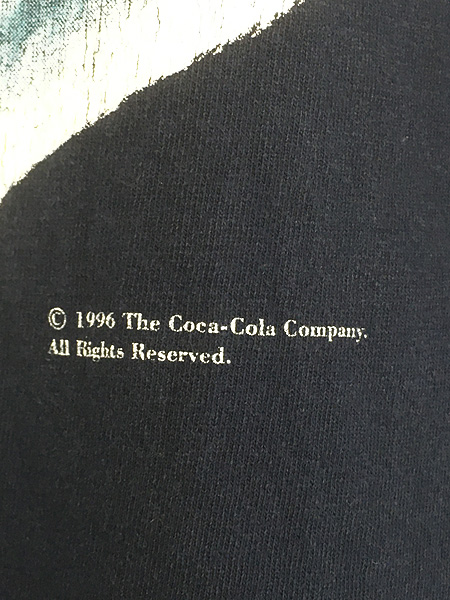 © 1996 The Coca-Cola Company.
All Rights Reserved.